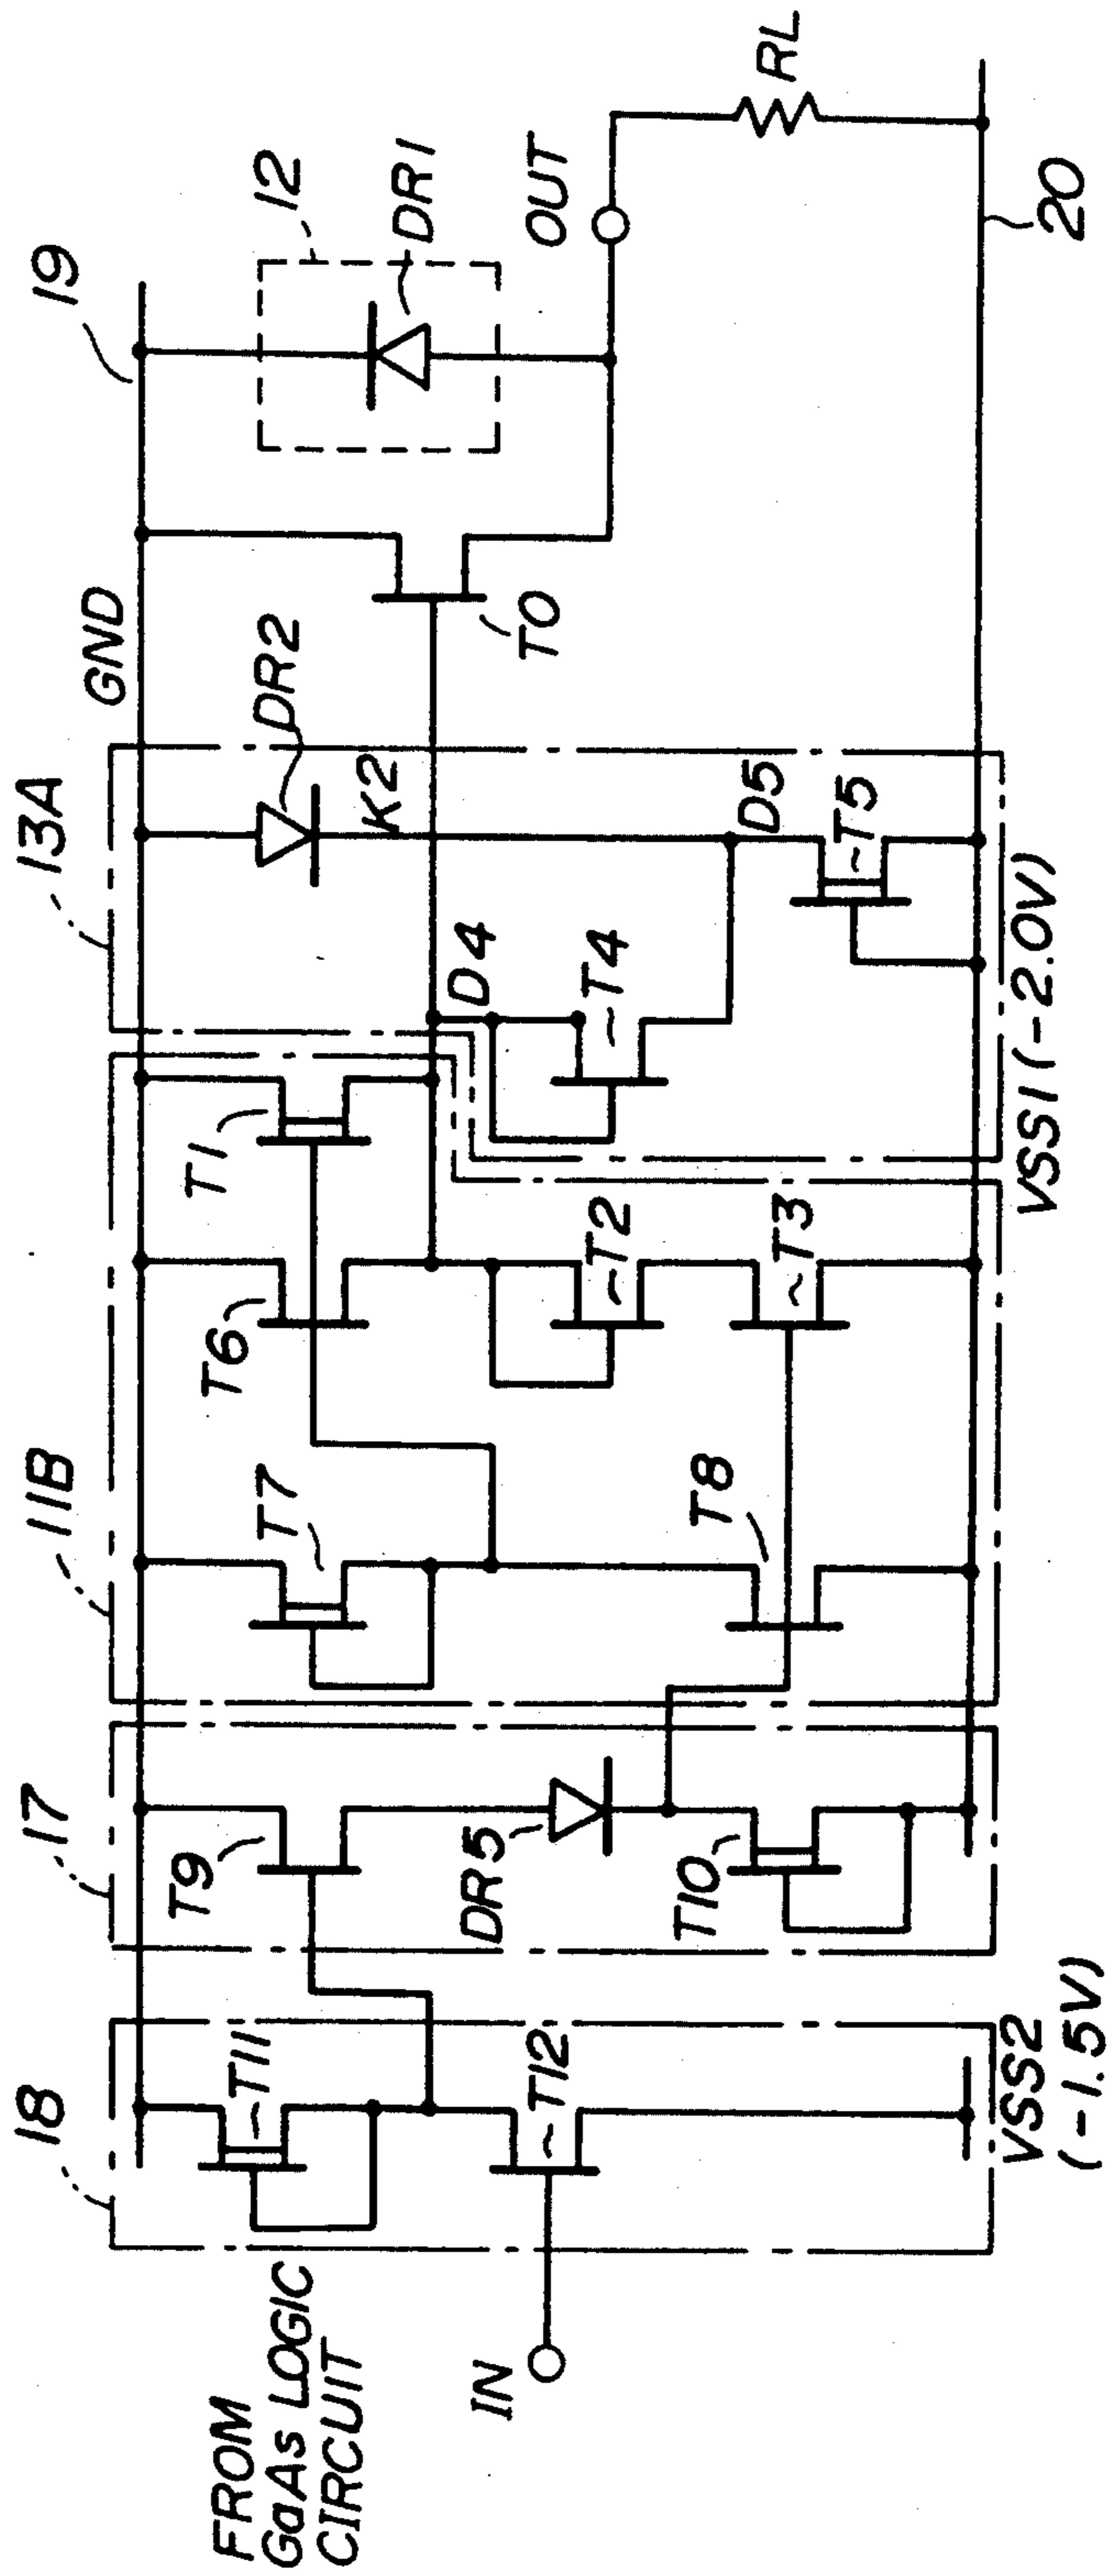 18
17
11B
13A
GND
19
12
DR1
DR2
T11
T9
T7
T6
T1
K2
D4
T0
OUT
RL
FROM
GaAs LOGIC
CIRCUIT
IN
T12
DR5
T10
T8
T2
T3
T4
D5
T5
VSS2
(-1.5V)
VSS1 (-2.0V)
20